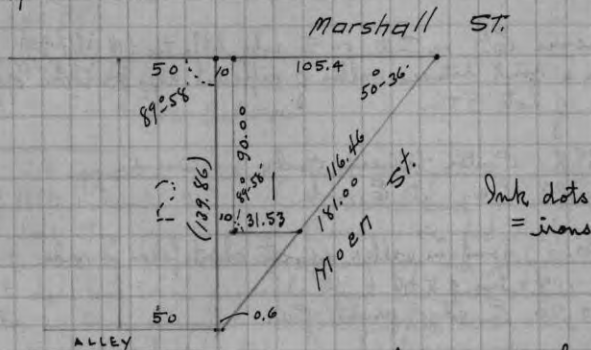 Marshall ST.
50 10 105.4
89°-58'
50°-36'
90.00
116.46
(139.86)
89°-58'
181.00
Moen St.
10 31.53
Ink dots
= irons
50 0.6
ALLEY